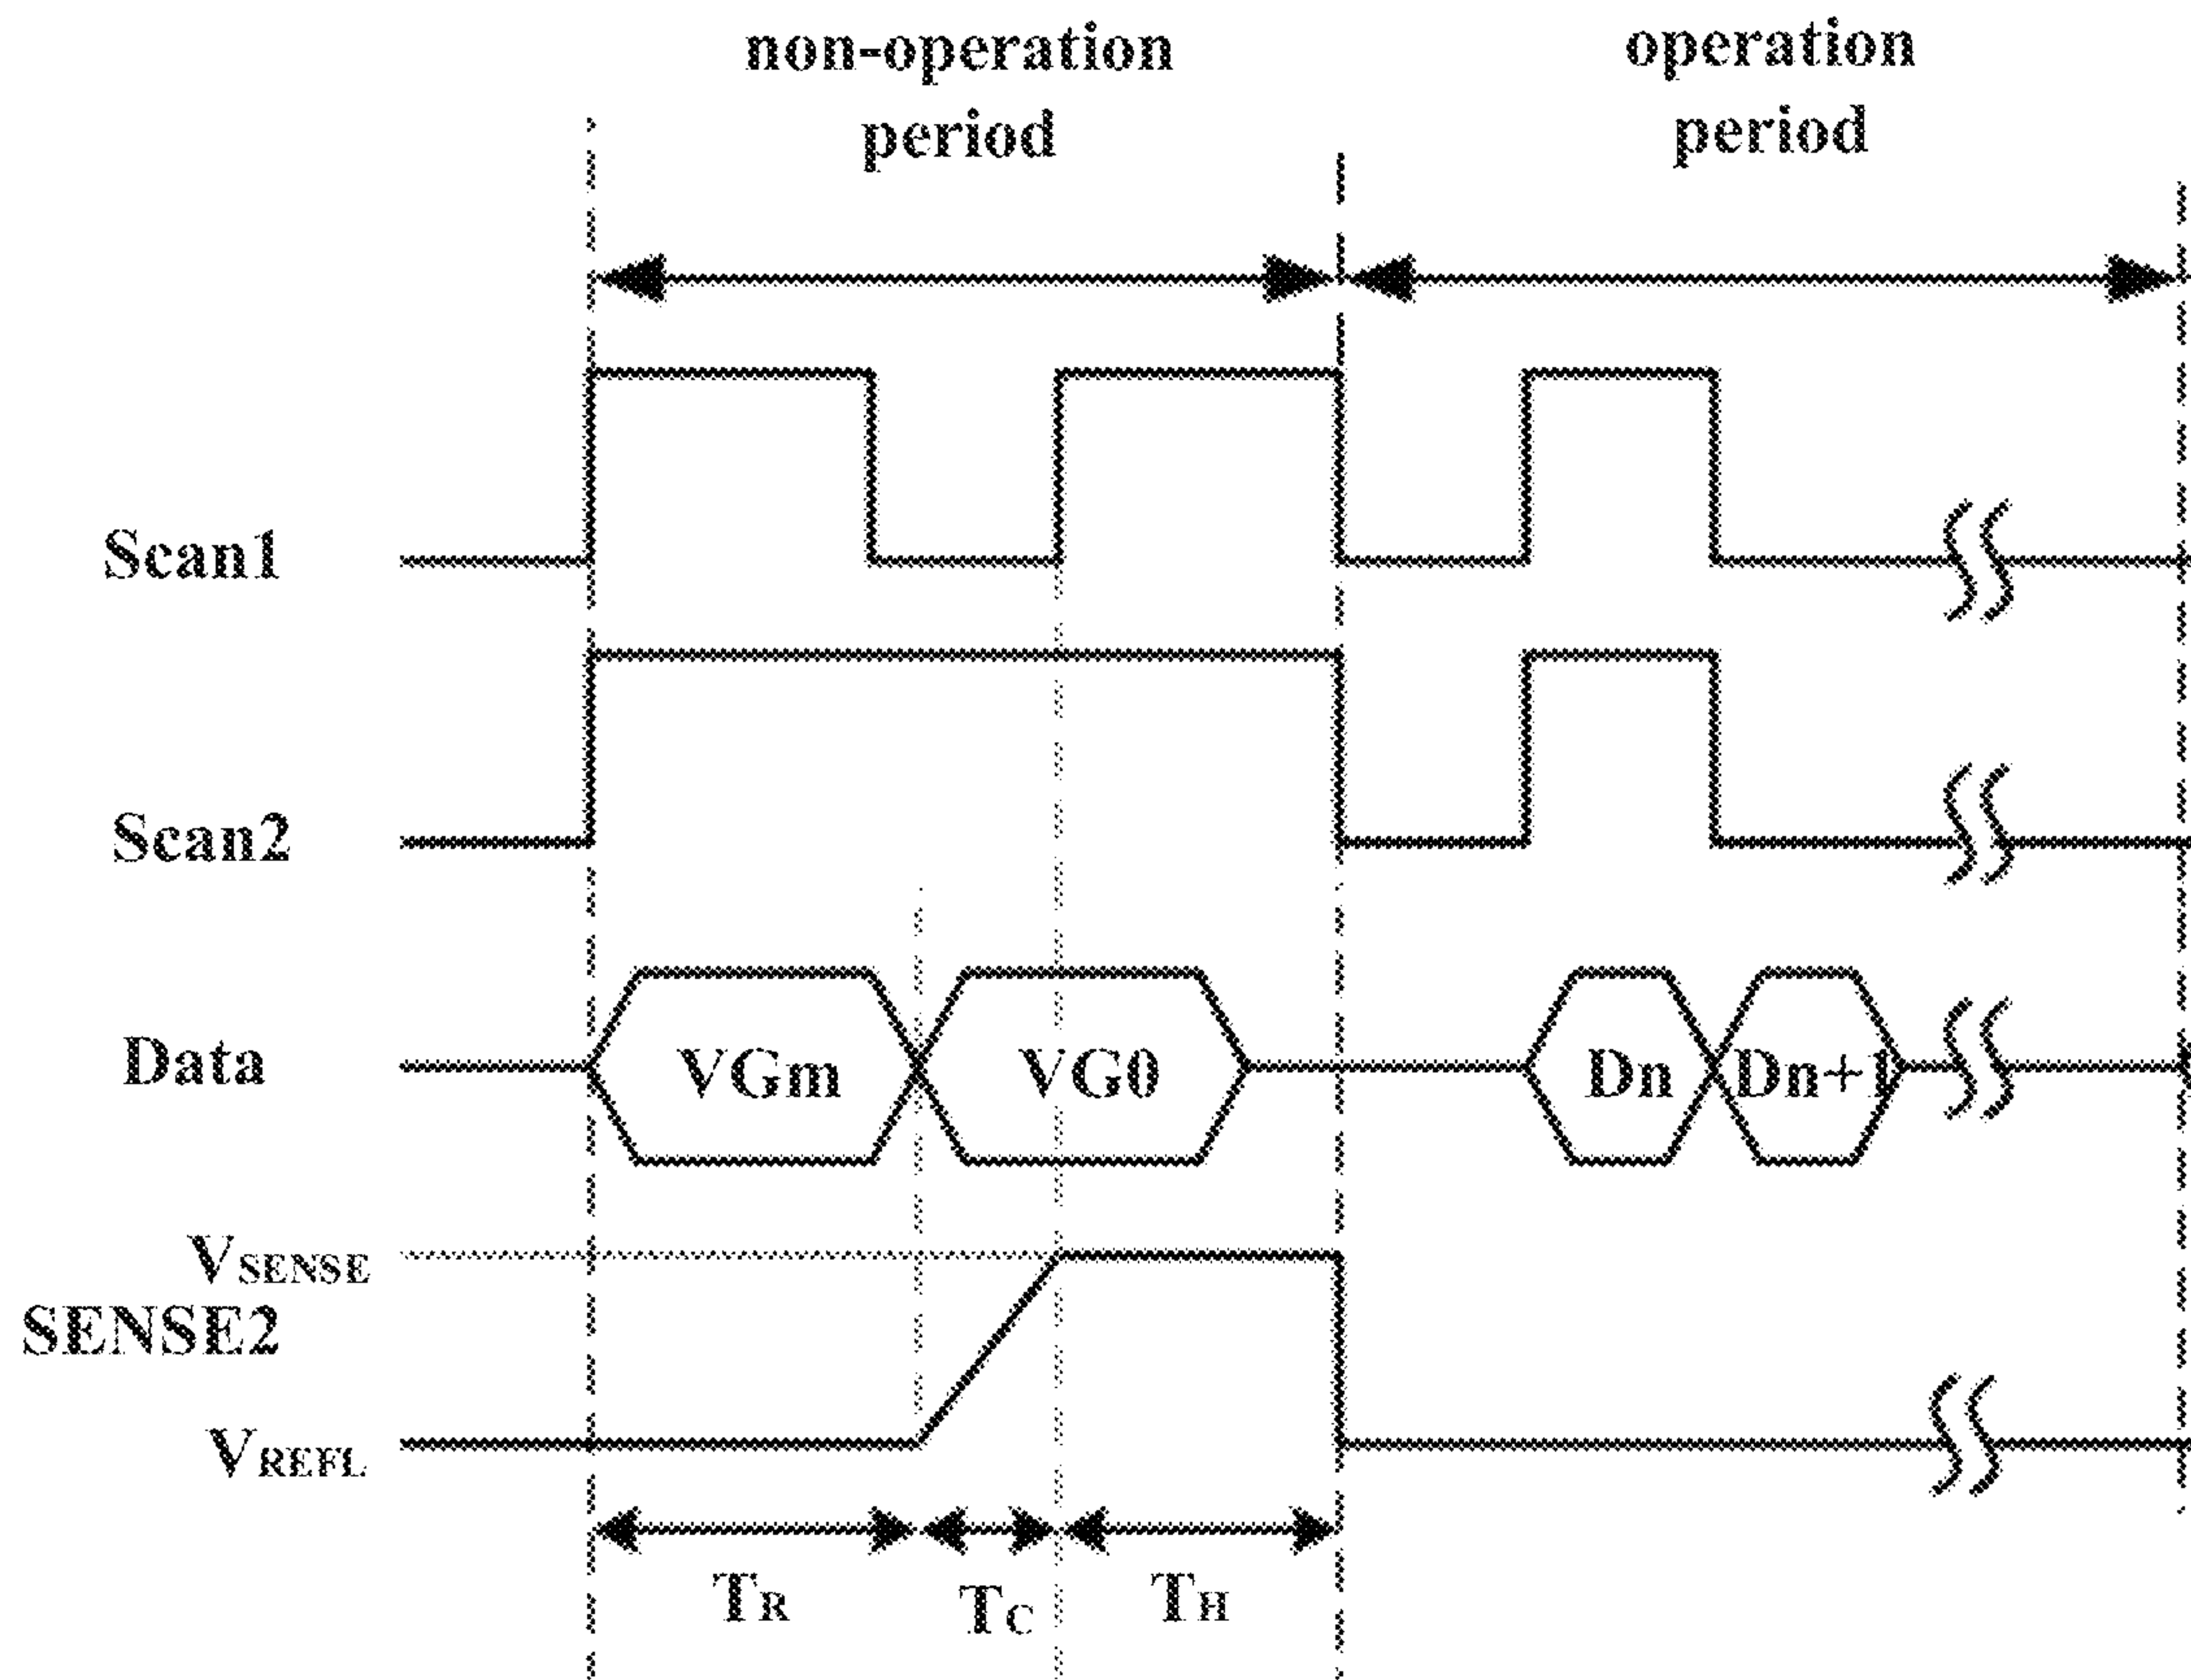 non-operation
period
operation
period
Scan1
Scan2
Data
VGm
VG0
Dn
Dn+1
VSENSE
SENSE2
VREFL
TR
TC
TH